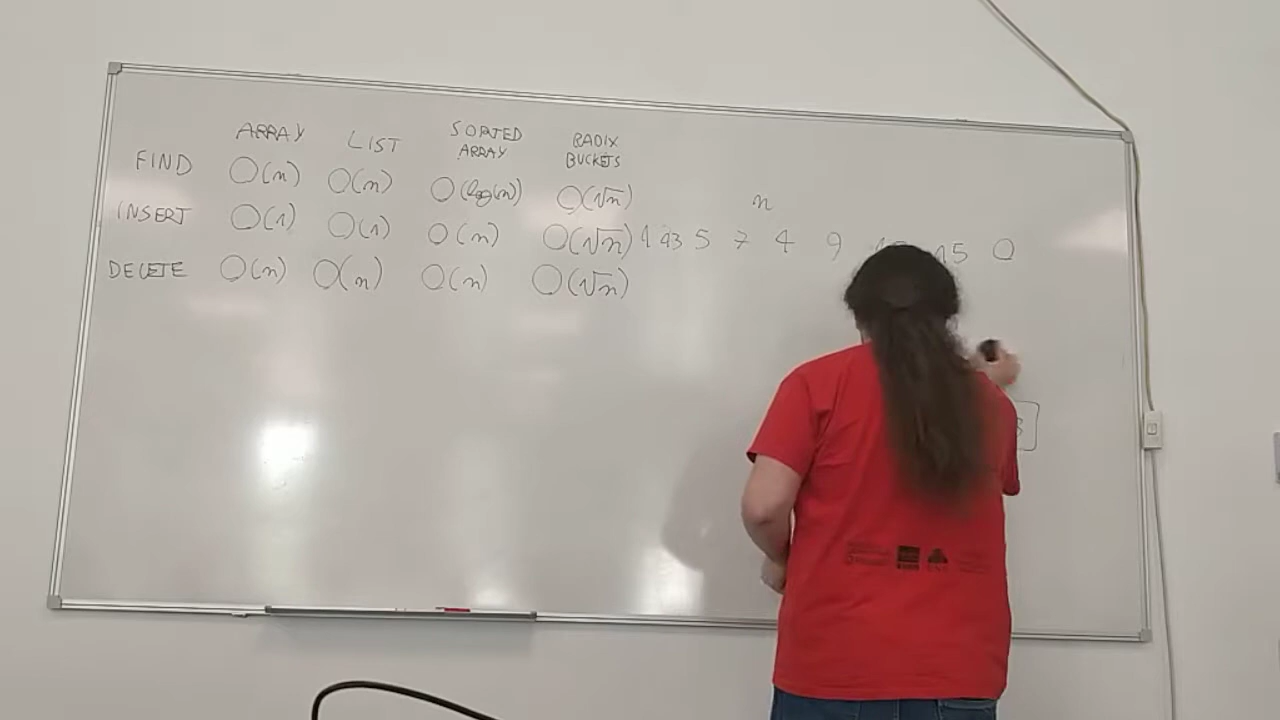 ARRAY LIST SORTED ARRAY RADIX BUCKETS
FIND O(n) O(n) O(log(n)) O(√n)
n
INSERT O(1) O(1) O(n) O(√n) 1 43 5 7 4 9 15 0
DELETE O(n) O(n) O(n) O(√n)